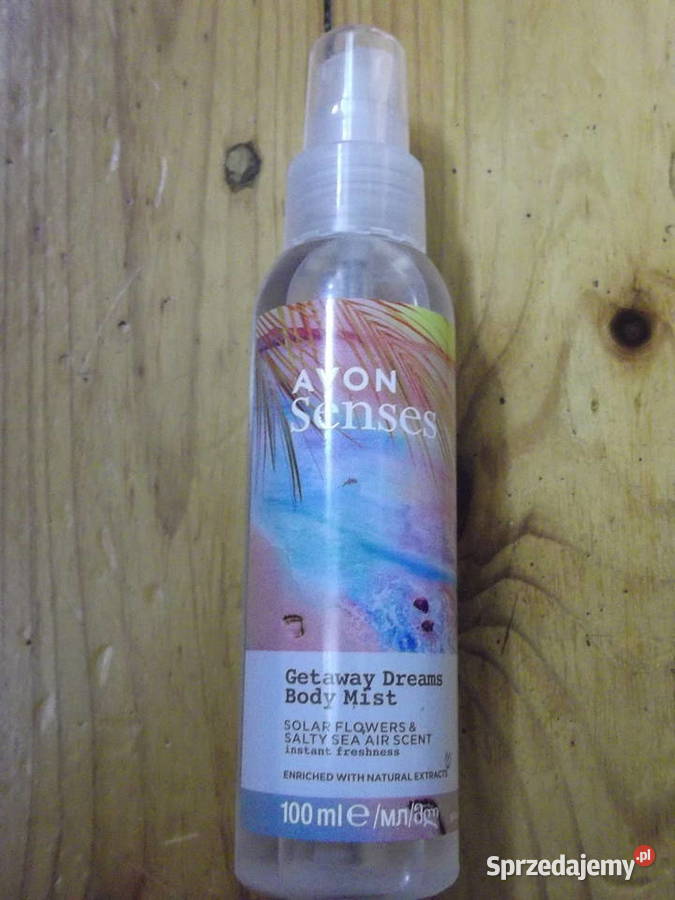 AVON
senses
Getaway Dreams
Body Mist
SOLAR FLOWERS &
SALTY SEA AIR SCENT
instant freshness
ENRICHED WITH NATURAL EXTRACTS
100 ml e /мл/მლ
Sprzedajemy.pl